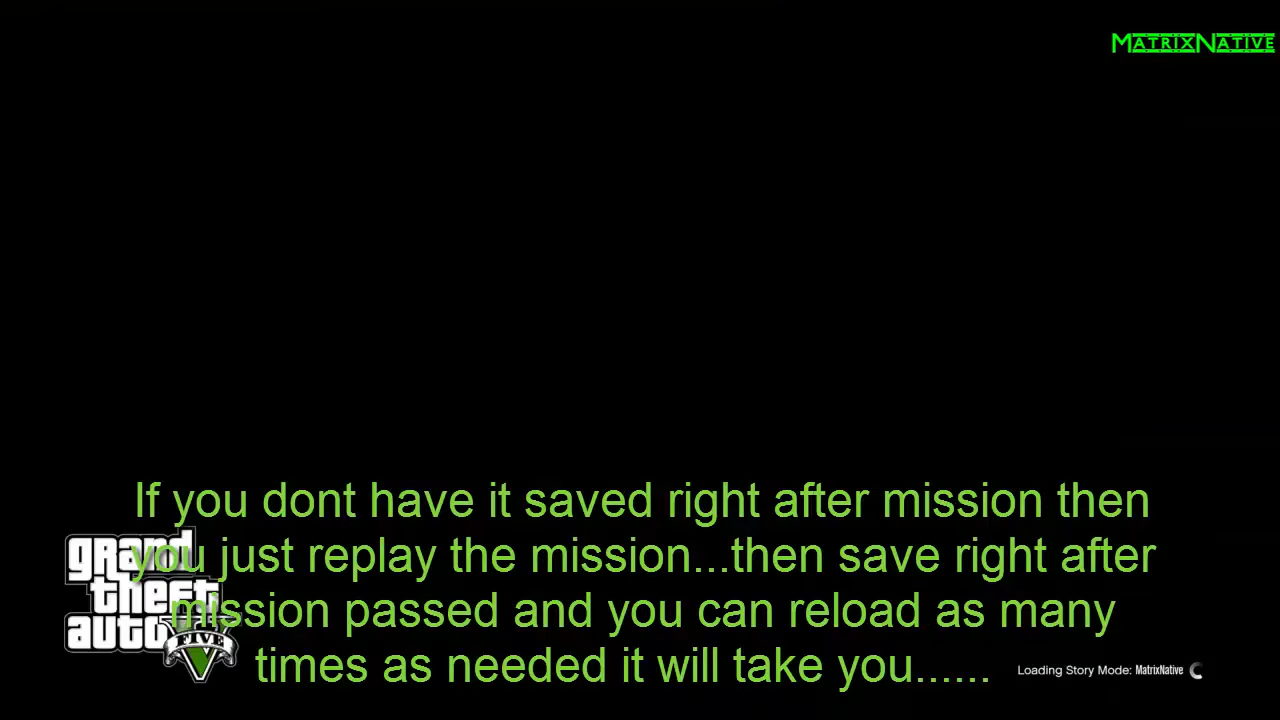 MATRIXNATIVE
If you dont have it saved right after mission then
you just replay the mission...then save right after
mission passed and you can reload as many
times as needed it will take you......
grand
theft
auto
FIVE
Loading Story Mode: MatrixNative